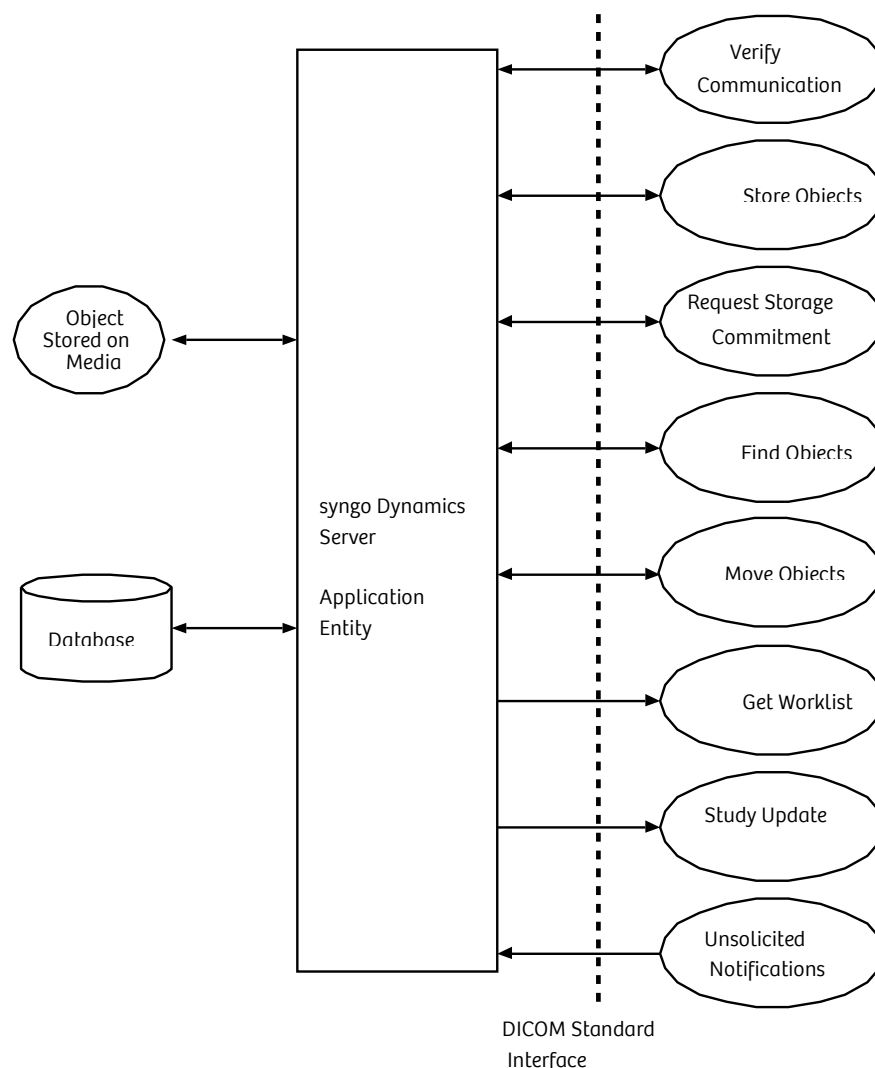 Verify
Communication
Store Objects
Request Storage
Commitment
Object
Stored on
Media
Find Objects
syngo Dynamics
Server
Application
Entity
Move Objects
Database
Get Worklist
Study Update
Unsolicited
Notifications
DICOM Standard
Interface